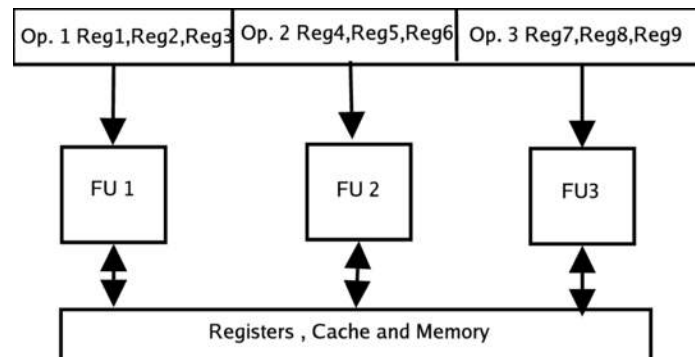 Op. 1 Reg1,Reg2,Reg3 Op. 2 Reg4,Reg5,Reg6 Op. 3 Reg7,Reg8,Reg9
FU 1 FU 2 FU3
Registers , Cache and Memory